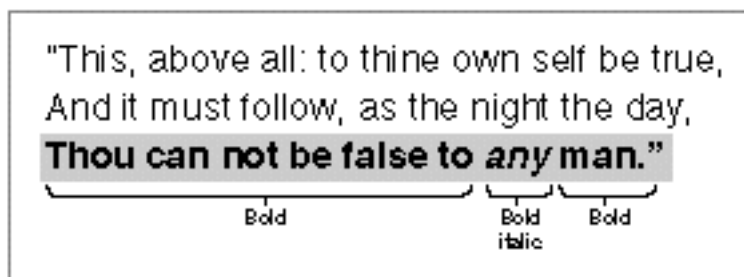 "This, above all: to thine own self be true,
And it must follow, as the night the day,
Thou can not be false to any man.”
Bold Bold Bold
italic